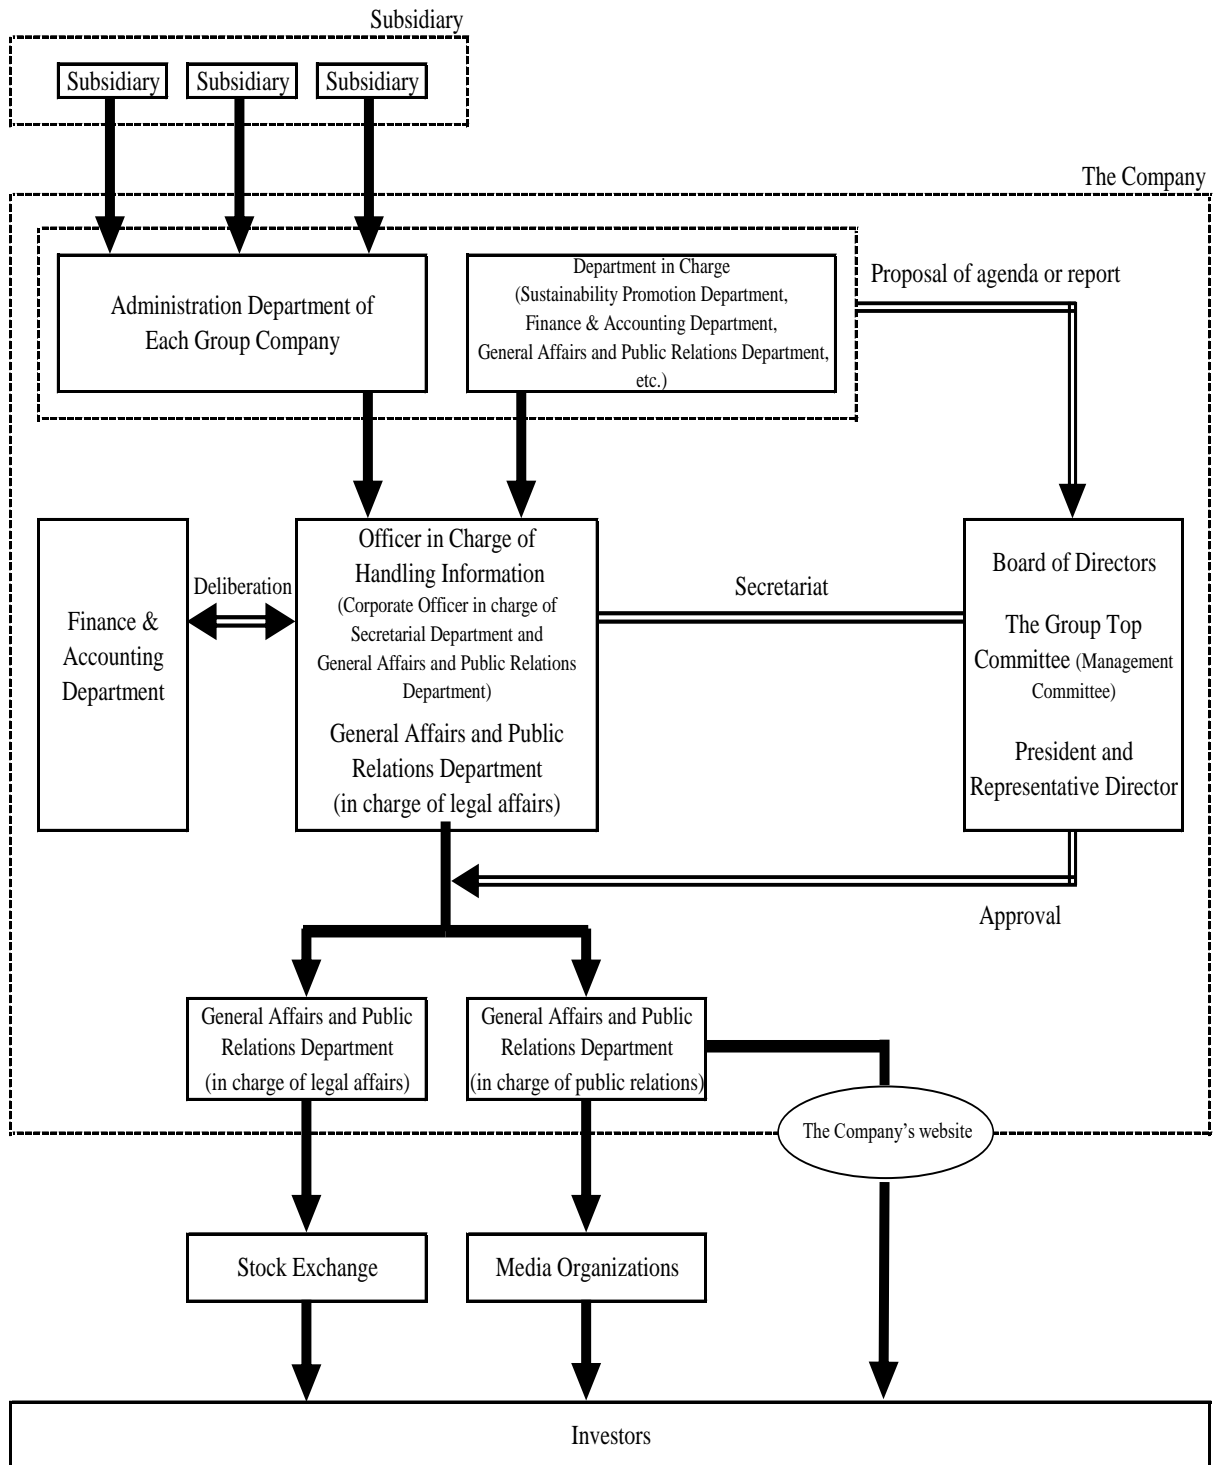 Subsidiary
Subsidiary
Subsidiary
Subsidiary
The Company
Administration Department of
Each Group Company
Department in Charge
(Sustainability Promotion Department,
Finance & Accounting Department,
General Affairs and Public Relations Department,
etc.)
Proposal of agenda or report
Finance &
Accounting
Department
Deliberation
Officer in Charge of
Handling Information
(Corporate Officer in charge of
Secretarial Department and
General Affairs and Public Relations
Department)
General Affairs and Public
Relations Department
(in charge of legal affairs)
Secretariat
Board of Directors
The Group Top
Committee (Management
Committee)
President and
Representative Director
Approval
General Affairs and Public
Relations Department
(in charge of legal affairs)
General Affairs and Public
Relations Department
(in charge of public relations)
The Company’s website
Stock Exchange
Media Organizations
Investors